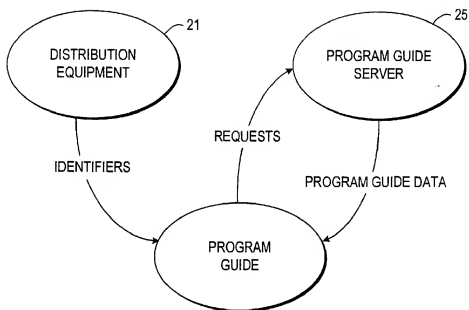 21
DISTRIBUTION
EQUIPMENT
25
PROGRAM GUIDE
SERVER
REQUESTS
IDENTIFIERS
PROGRAM GUIDE DATA
PROGRAM
GUIDE